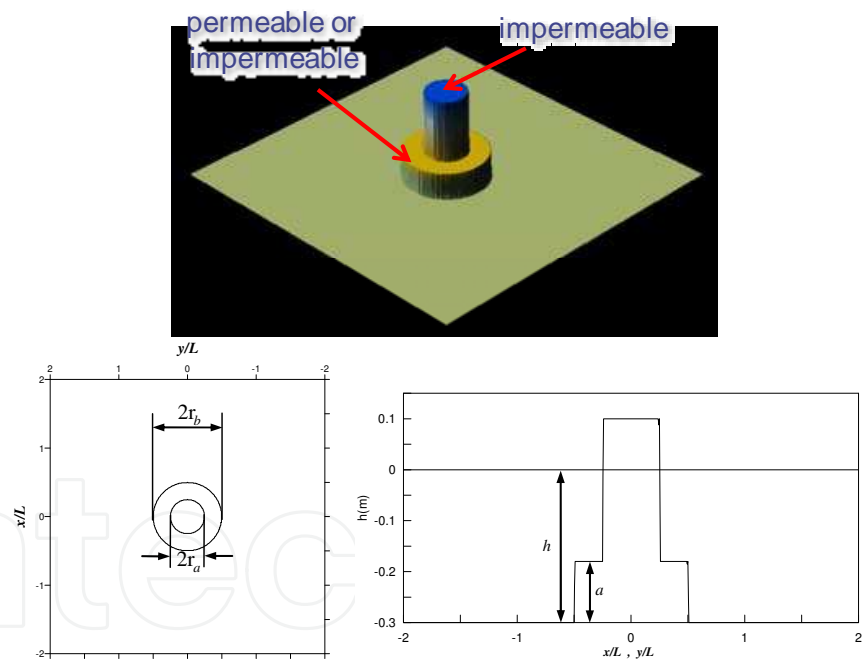 permeable or
impermeable
impermeable
y/L
2 1 0 -1 -2
2
1
0
-1
-2
x/L
2r_b
2r_a
0.1
0
-0.1
-0.2
-0.3
h(m)
h
a
-2 -1 0 1 2
x/L , y/L
ntec